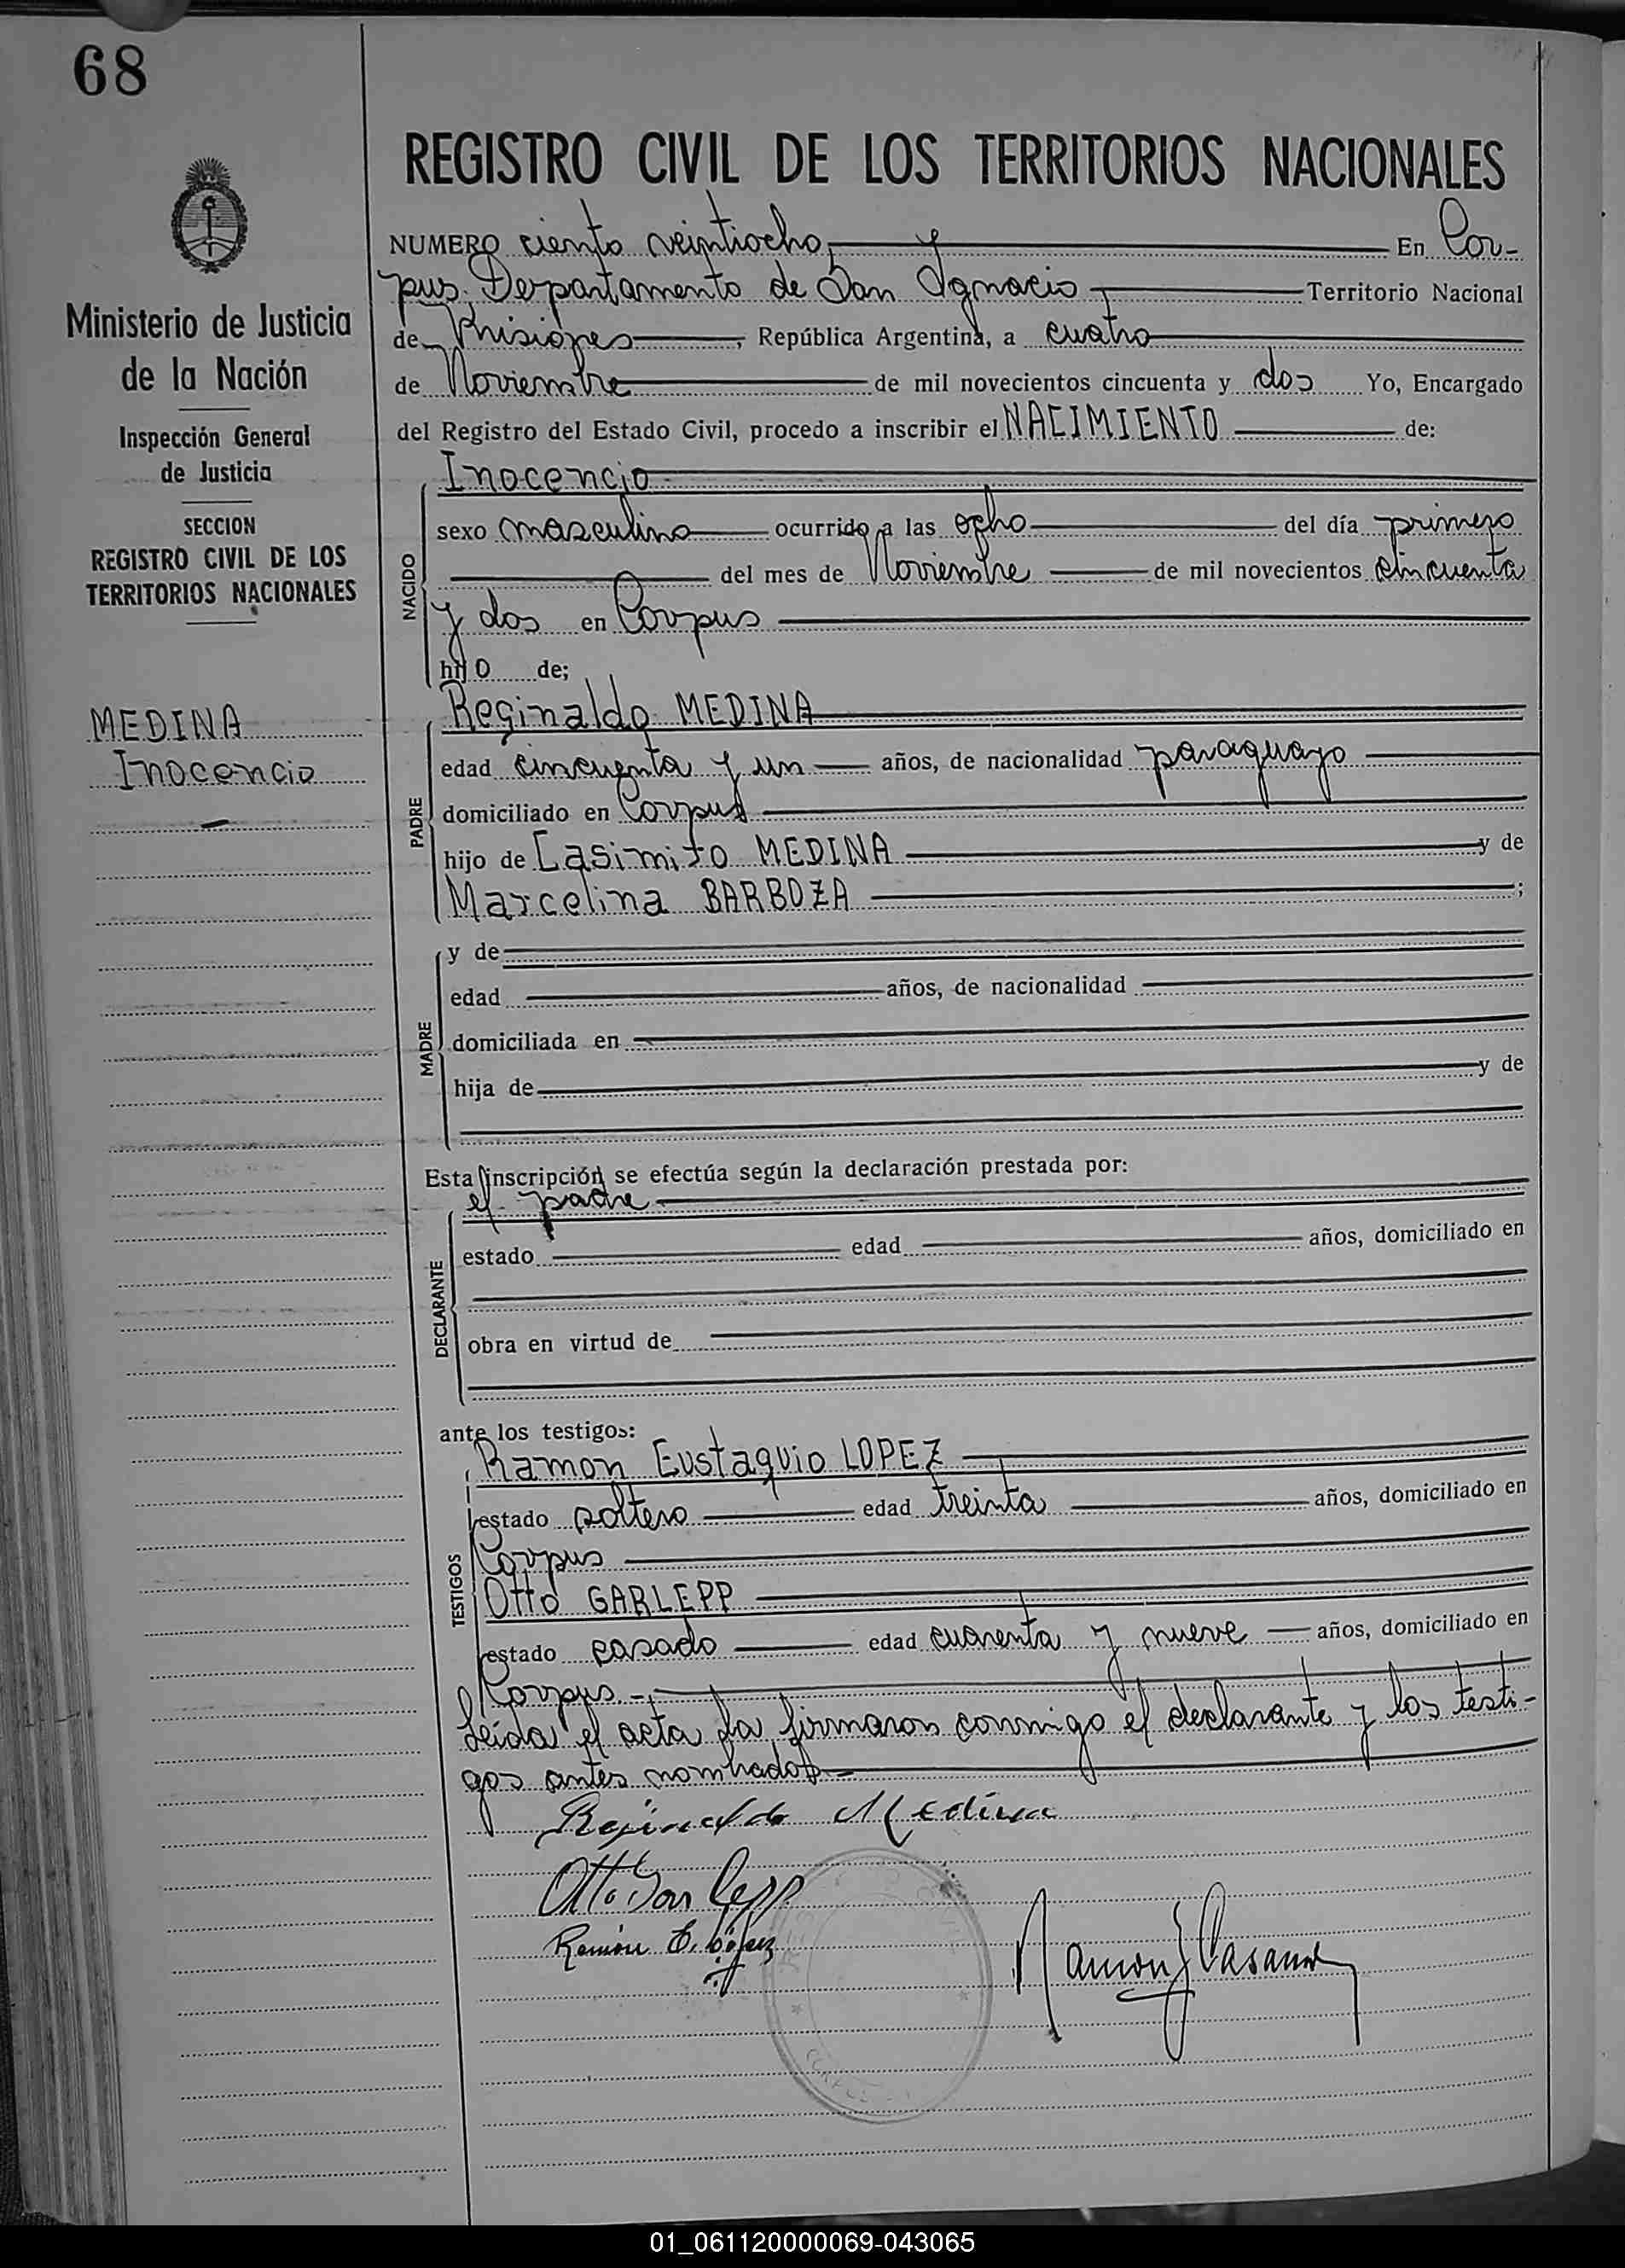 68
REGISTRO CIVIL DE LOS TERRITORIOS NACIONALES
Ministerio de Justicia
de la Nación
Inspección General
de Justicia
SECCION
REGISTRO CIVIL DE LOS
TERRITORIOS NACIONALES
MEDINA
Inocencio
NUMERO ciento veintiocho, En Cor-
pus, Departamento de San Ignacio, Territorio Nacional
de Misiones, República Argentina, a cuatro
de Noviembre de mil novecientos cincuenta y dos Yo, Encargado
del Registro del Estado Civil, procedo a inscribir el NACIMIENTO de:
NACIDO
Inocencio
sexo masculino ocurrido a las ocho del día primero
del mes de Noviembre de mil novecientos cincuenta
y dos en Corpus
hijo de;
PADRE
Reginaldo MEDINA
edad cincuenta y un años, de nacionalidad paraguayo
domiciliado en Corpus
hijo de Casimiro MEDINA y de
Marcelina BARBOZA ;
MADRE
y de
edad años, de nacionalidad
domiciliada en
hija de y de
Esta inscripción se efectúa según la declaración prestada por:
DECLARANTE
el padre
estado edad años, domiciliado en
obra en virtud de
ante los testigos:
TESTIGOS
Ramon Eustaquio LOPEZ
estado soltero edad treinta años, domiciliado en
Corpus
Otto GARLEPP
estado casado edad cuarenta y nueve años, domiciliado en
Corpus.-
Leída el acta la firmaron conmigo el declarante y los testi-
gos antes nombrados
Reginaldo Medina
Otto Garlepp
Ramón E. López
Ramon
01_061120000069-043065